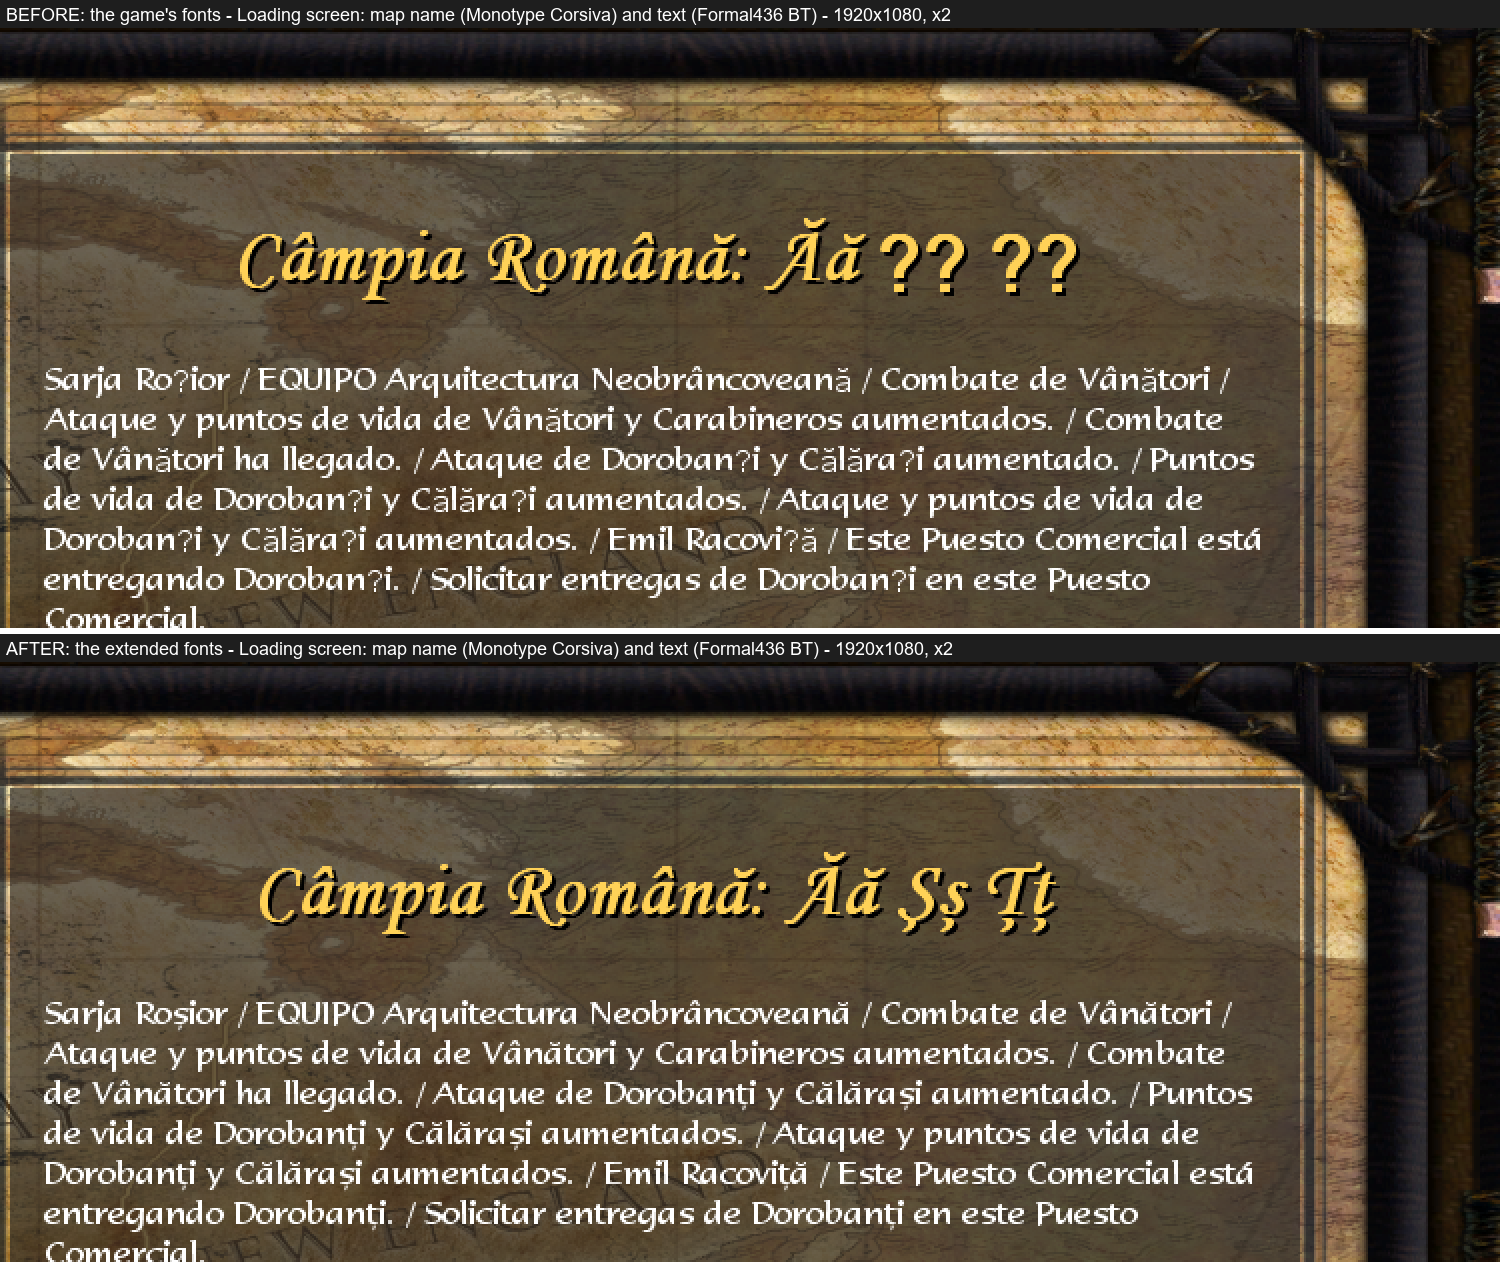 BEFORE: the game's fonts - Loading screen: map name (Monotype Corsiva) and text (Formal436 BT) - 1920x1080, x2
Câmpia Română: Ăă ?? ??
Sarja Ro?ior / EQUIPO Arquitectura Neobrâncoveană / Combate de Vânători /
Ataque y puntos de vida de Vânători y Carabineros aumentados. / Combate
de Vânători ha llegado. / Ataque de Doroban?i y Călăra?i aumentado. / Puntos
de vida de Doroban?i y Călăra?i aumentados. / Ataque y puntos de vida de
Doroban?i y Călăra?i aumentados. / Emil Racovi?ă / Este Puesto Comercial está
entregando Doroban?i. / Solicitar entregas de Doroban?i en este Puesto
Comercial.
NEW ENGLAND
AFTER: the extended fonts - Loading screen: map name (Monotype Corsiva) and text (Formal436 BT) - 1920x1080, x2
Câmpia Română: Ăă Șș Țț
Sarja Roșior / EQUIPO Arquitectura Neobrâncoveană / Combate de Vânători /
Ataque y puntos de vida de Vânători y Carabineros aumentados. / Combate
de Vânători ha llegado. / Ataque de Dorobanți y Călărași aumentado. / Puntos
de vida de Dorobanți y Călărași aumentados. / Ataque y puntos de vida de
Dorobanți y Călărași aumentados. / Emil Racoviță / Este Puesto Comercial está
entregando Dorobanți. / Solicitar entregas de Dorobanți en este Puesto
Comercial.
NEW ENGLAND